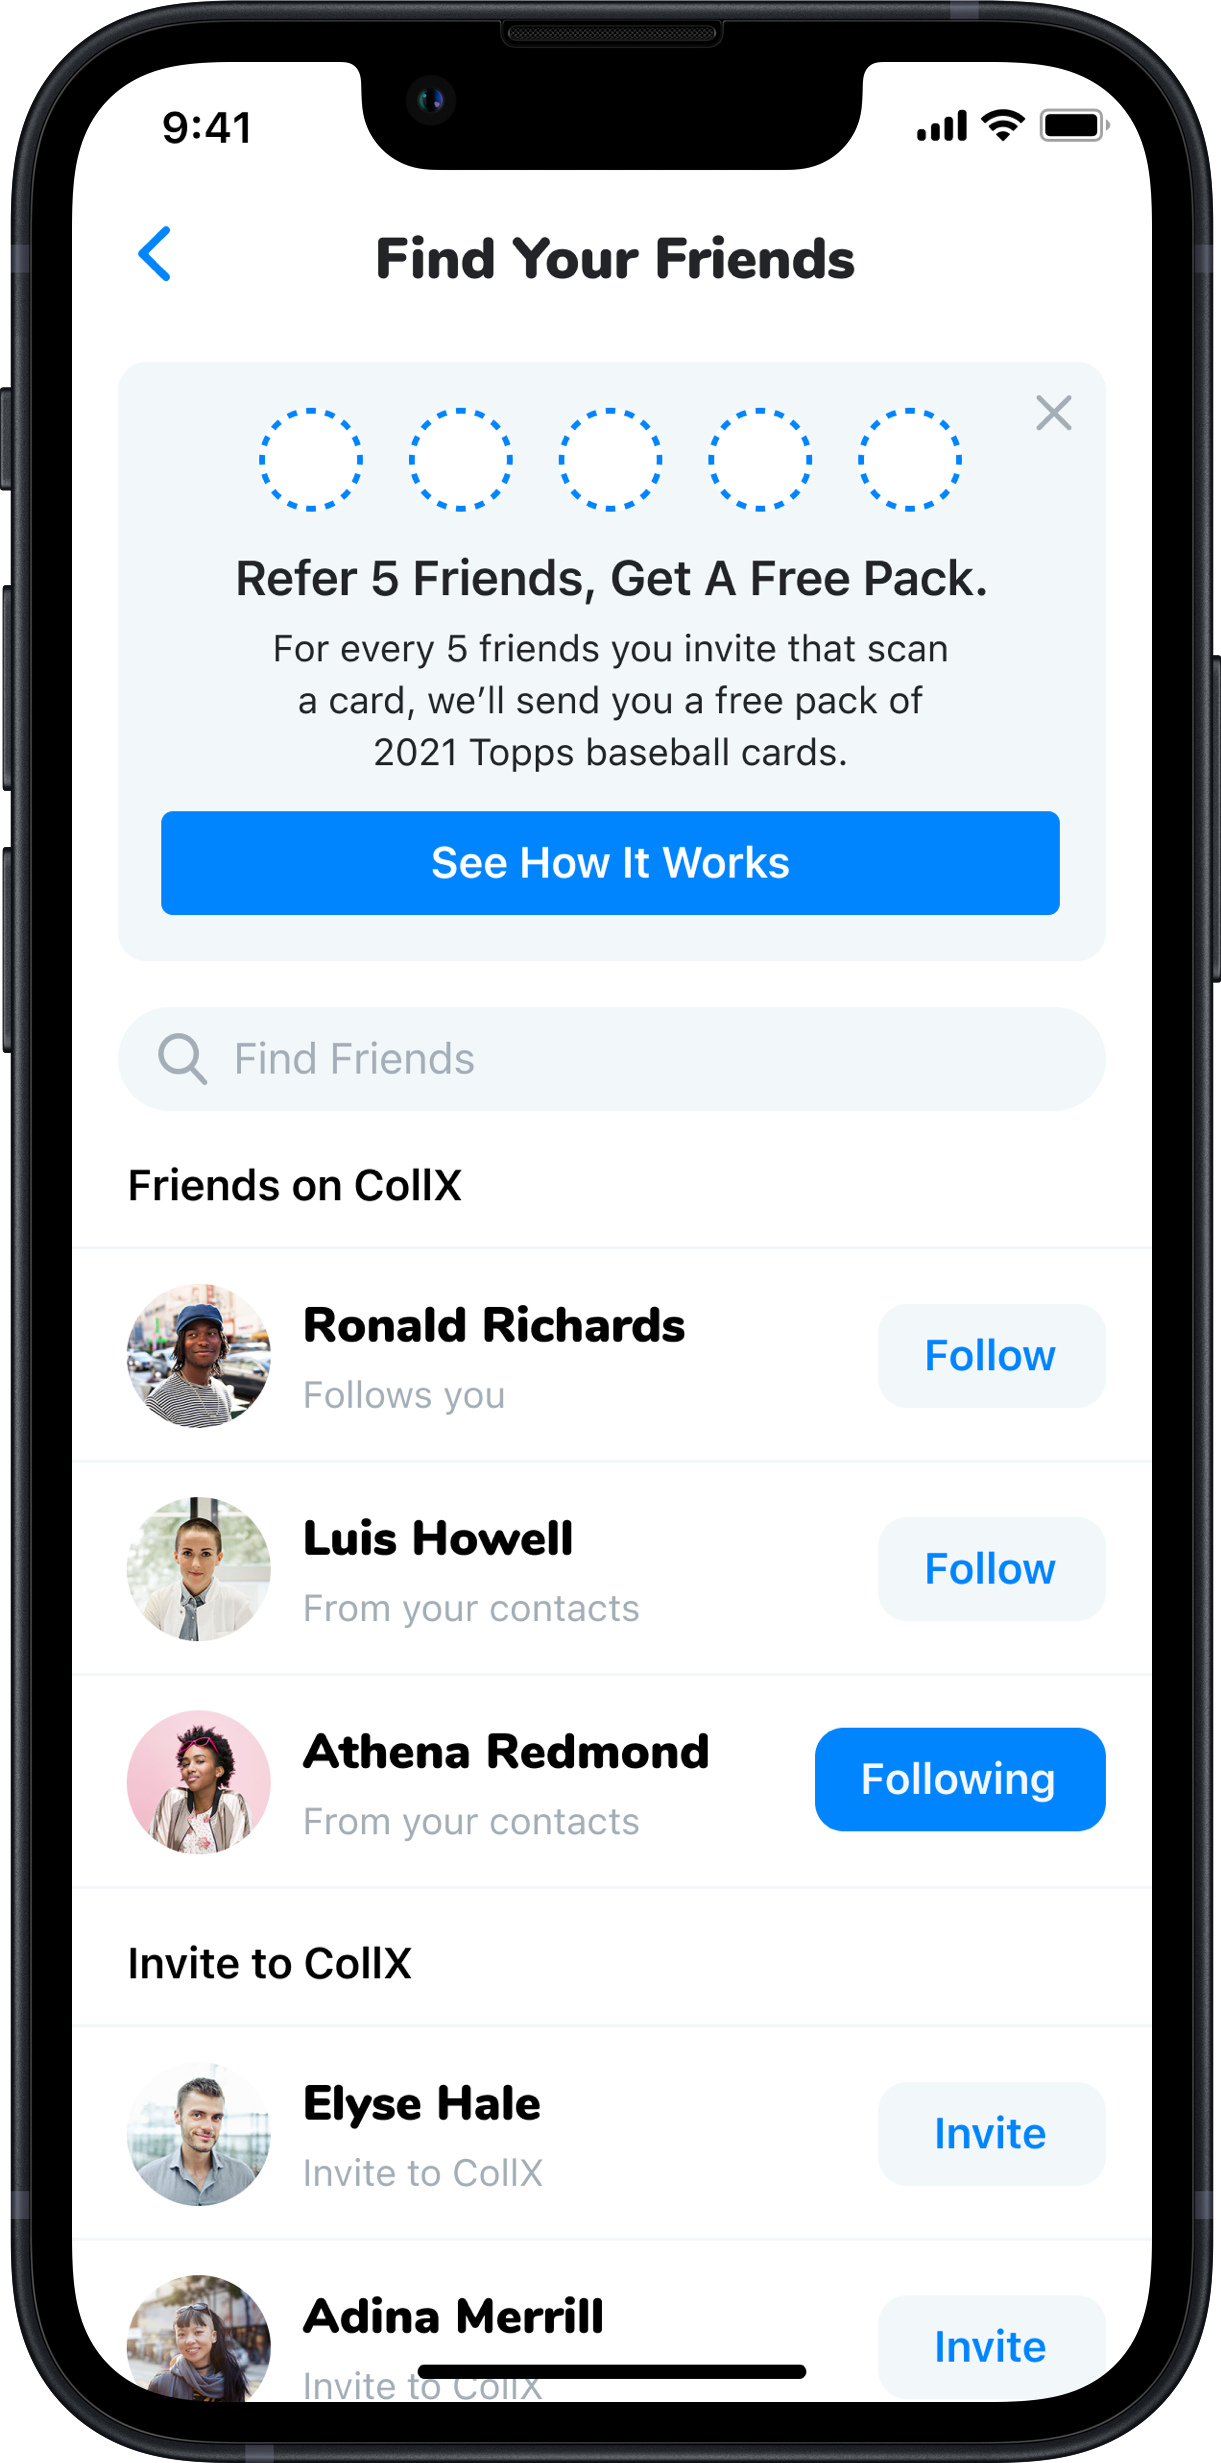 9:41
Find Your Friends
Refer 5 Friends, Get A Free Pack.
For every 5 friends you invite that scan
a card, we’ll send you a free pack of
2021 Topps baseball cards.
See How It Works
Find Friends
Friends on CollX
Ronald Richards
Follows you
Follow
Luis Howell
From your contacts
Follow
Athena Redmond
From your contacts
Following
Invite to CollX
Elyse Hale
Invite to CollX
Invite
Adina Merrill
Invite to CollX
Invite